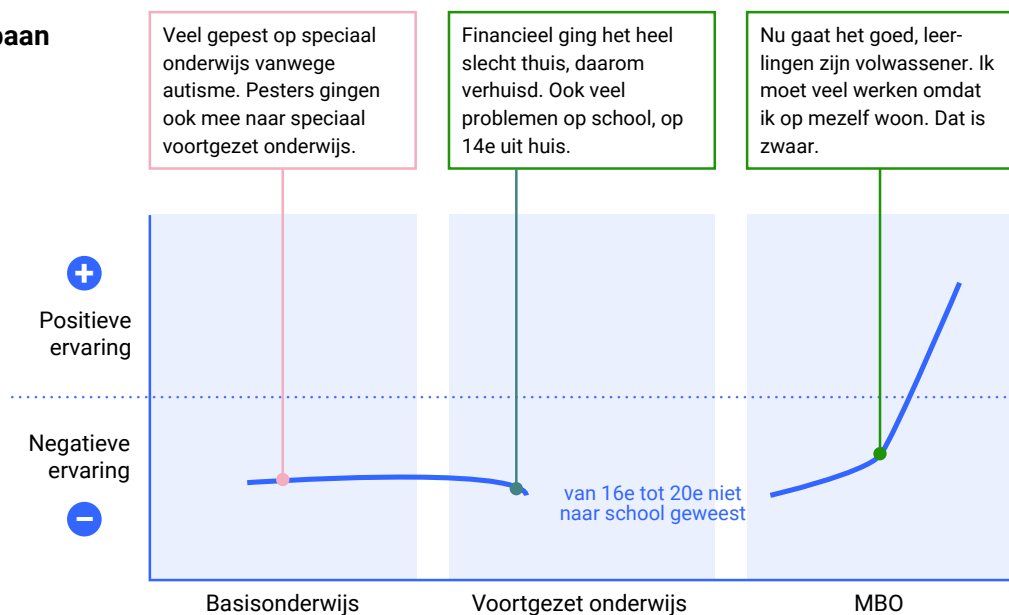 baan
Veel gepest op speciaal
onderwijs vanwege
autisme. Pesters gingen
ook mee naar speciaal
voortgezet onderwijs.
Financieel ging het heel
slecht thuis, daarom
verhuisd. Ook veel
problemen op school, op
14e uit huis.
Nu gaat het goed, leer-
lingen zijn volwassener. Ik
moet veel werken omdat
ik op mezelf woon. Dat is
zwaar.
Positieve
ervaring
Negatieve
ervaring
van 16e tot 20e niet
naar school geweest
Basisonderwijs
Voortgezet onderwijs
MBO